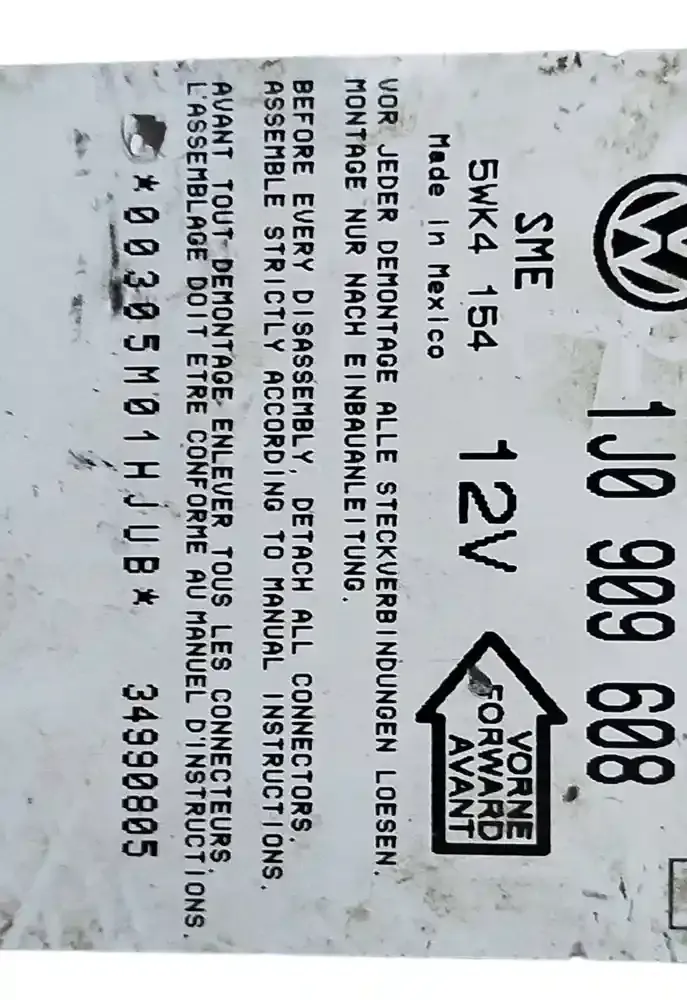 1J0 909 608
SME
5WK4 154
12V
Made in Mexico
VORNE
FORWARD
AVANT
VOR JEDER DEMONTAGE ALLE STECKVERBINDUNGEN LOESEN.
MONTAGE NUR NACH EINBAUANLEITUNG.
BEFORE EVERY DISASSEMBLY, DETACH ALL CONNECTORS.
ASSEMBLE STRICTLY ACCORDING TO MANUAL INSTRUCTIONS.
AVANT TOUT DEMONTAGE ENLEVER TOUS LES CONNECTEURS.
L'ASSEMBLAGE DOIT ETRE CONFORME AU MANUEL D'INSTRUCTIONS.
*00305M01HJUB* 34990805